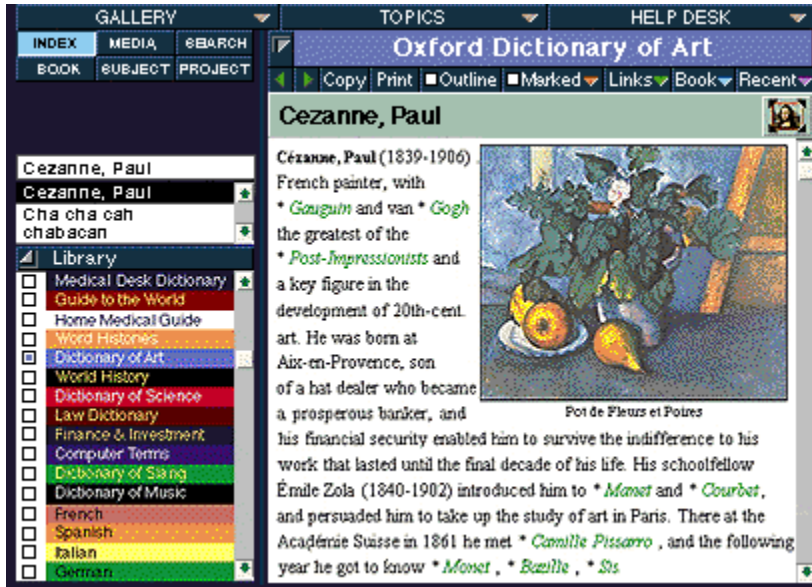 GALLERY TOPICS HELP DESK
INDEX MEDIA SEARCH
BOOK SUBJECT PROJECT
Cezanne, Paul
Cezanne, Paul
Cha cha cah
chabacan
Library
Medical Desk Dictionary
Guide to the World
Home Medical Guide
Word Histories
Dictionary of Art
World History
Dictionary of Science
Law Dictionary
Finance & Investment
Computer Terms
Dictionary of Slang
Dictionary of Music
French
Spanish
Italian
German
Oxford Dictionary of Art
Copy Print Outline Marked Links Book Recent
Cezanne, Paul
Cézanne, Paul (1839-1906) .
French painter, with
* Gauguin and van * Gogh
the greatest of the
* Post-Impressionists and
a key figure in the
development of 20th-cent.
art. He was born at
Aix-en-Provence, son
of a hat dealer who became
a prosperous banker, and
Pot de Fleurs et Poires
his financial security enabled him to survive the indifference to his
work that lasted until the final decade of his life. His schoolfellow
Émile Zola (1840-1902) introduced him to * Manet and * Courbet,
and persuaded him to take up the study of art in Paris. There at the
Académie Suisse in 1861 he met * Camille Pissarro , and the following
year he got to know * Monet , * Bazille , * Sis